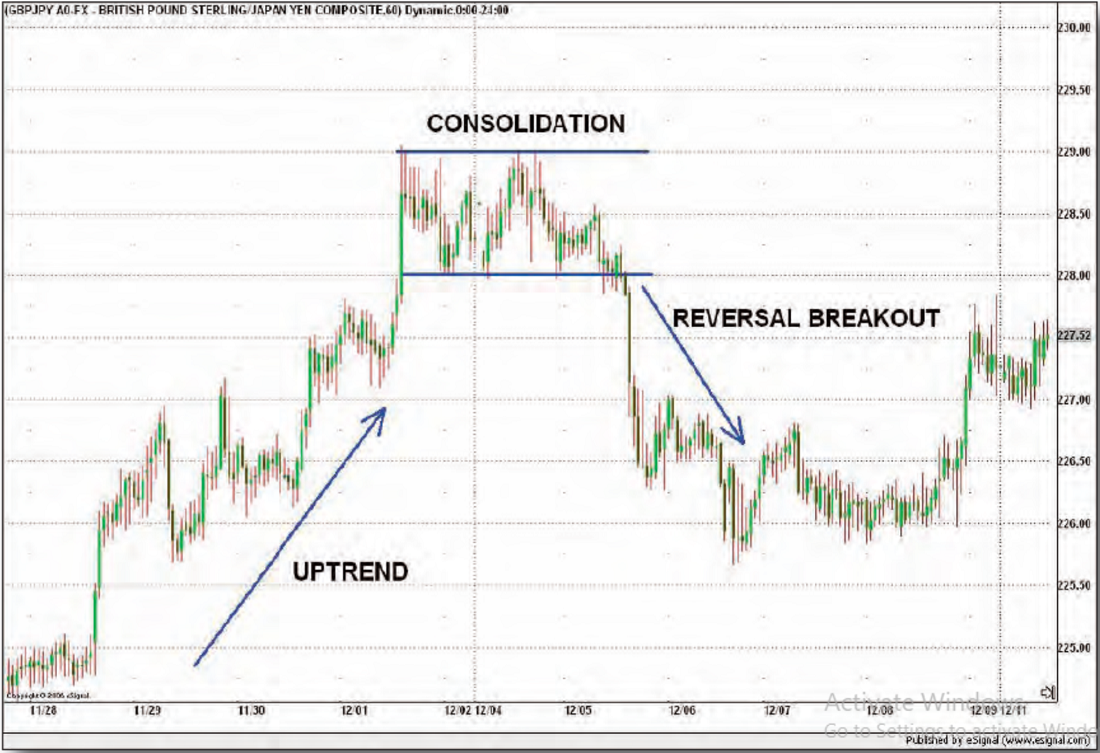 (GBPJPY A0-FX - BRITISH POUND STERLING/JAPAN YEN COMPOSITE,60) Dynamic,0:00-24:00
230.00
229.50
CONSOLIDATION
229.00
228.50
228.00
REVERSAL BREAKOUT
227.52
227.00
226.50
226.00
UPTREND
225.50
225.00
Copyright © 2006 eSignal.
Activate Windows
11/28 11/29 11/30 12/01 12/02 12/04 12/05 12/06 12/07 12/08 12/09 12/11
Go to Settings to activate Windo
Published by eSignal (www.esignal.com)